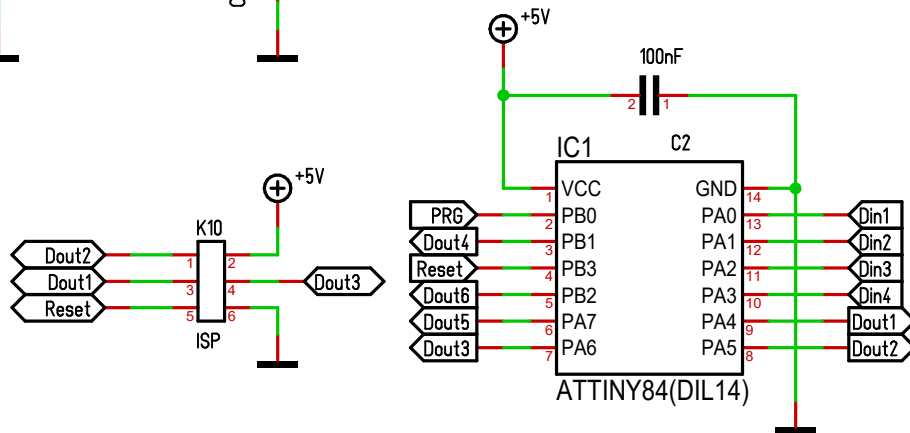 g
+5V
100nF
2 1
C2
IC1
+5V
K10
Dout2 1 2
Dout1 3 4 Dout3
Reset 5 6
ISP
1 VCC GND 14
PRG 2 PB0 PA0 13 Din1
Dout4 3 PB1 PA1 12 Din2
Reset 4 PB3 PA2 11 Din3
Dout6 5 PB2 PA3 10 Din4
Dout5 6 PA7 PA4 9 Dout1
Dout3 7 PA6 PA5 8 Dout2
ATTINY84(DIL14)